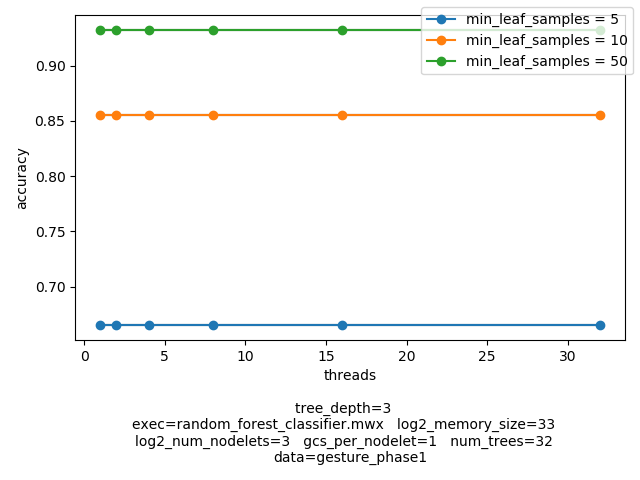 min_leaf_samples = 5
min_leaf_samples = 10
min_leaf_samples = 50
0.90
0.85
0.80
0.75
0.70
accuracy
0 5 10 15 20 25 30
threads
tree_depth=3
exec=random_forest_classifier.mwx log2_memory_size=33
log2_num_nodelets=3 gcs_per_nodelet=1 num_trees=32
data=gesture_phase1